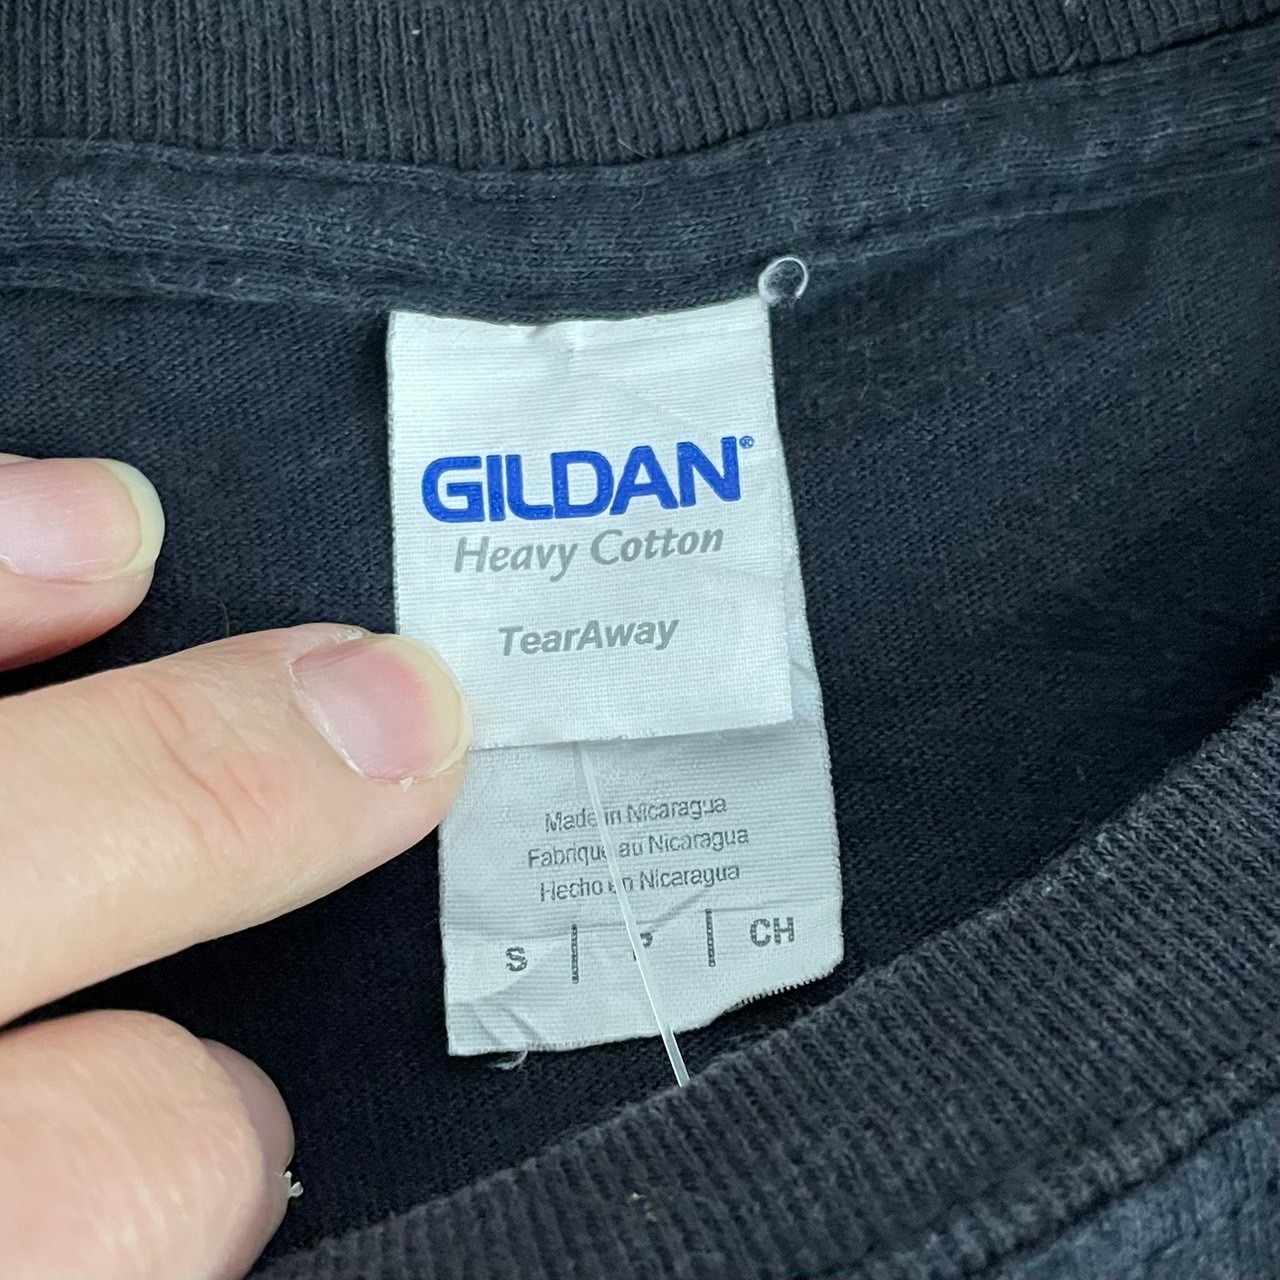 GILDAN®
Heavy Cotton
TearAway
Made in Nicaragua
Fabriqué au Nicaragua
Hecho en Nicaragua
S | P | CH